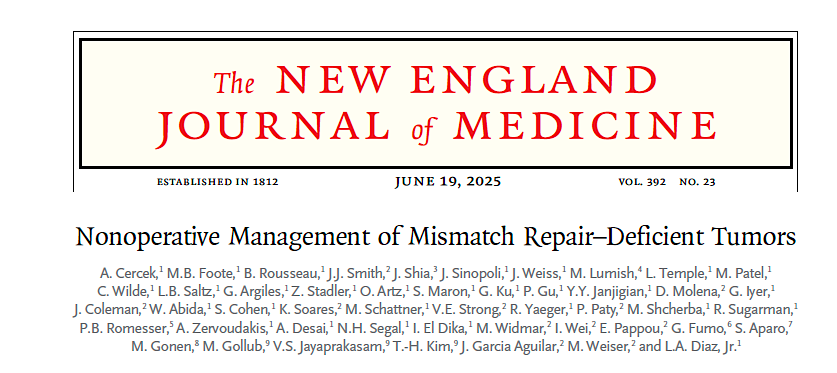 The NEW ENGLAND
JOURNAL of MEDICINE
ESTABLISHED IN 1812 JUNE 19, 2025 VOL. 392 NO. 23
Nonoperative Management of Mismatch Repair–Deficient Tumors
A. Cercek,¹ M.B. Foote,¹ B. Rousseau,¹ J.J. Smith,² J. Shia,³ J. Sinopoli,¹ J. Weiss,¹ M. Lumish,⁴ L. Temple,¹ M. Patel,¹
C. Wilde,¹ L.B. Saltz,¹ G. Argiles,¹ Z. Stadler,¹ O. Artz,¹ S. Maron,¹ G. Ku,¹ P. Gu,¹ Y.Y. Janjigian,¹ D. Molena,² G. Iyer,¹
J. Coleman,² W. Abida,¹ S. Cohen,¹ K. Soares,² M. Schattner,¹ V.E. Strong,² R. Yaeger,¹ P. Paty,² M. Shcherba,¹ R. Sugarman,¹
P.B. Romesser,⁵ A. Zervoudakis,¹ A. Desai,¹ N.H. Segal,¹ I. El Dika,¹ M. Widmar,² I. Wei,² E. Pappou,² G. Fumo,⁶ S. Aparo,⁷
M. Gonen,⁸ M. Gollub,⁹ V.S. Jayaprakasam,⁹ T.-H. Kim,⁹ J. Garcia Aguilar,² M. Weiser,² and L.A. Diaz, Jr.¹